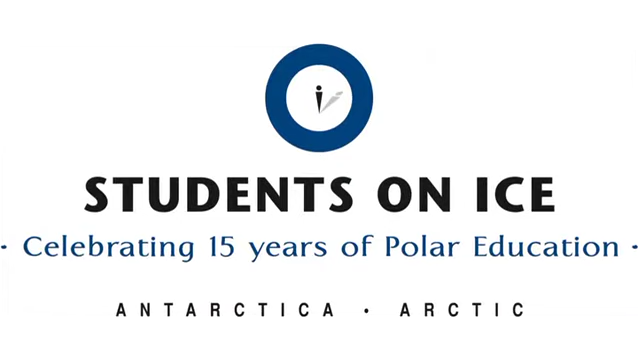 STUDENTS ON ICE
· Celebrating 15 years of Polar Education ·
ANTARCTICA · ARCTIC